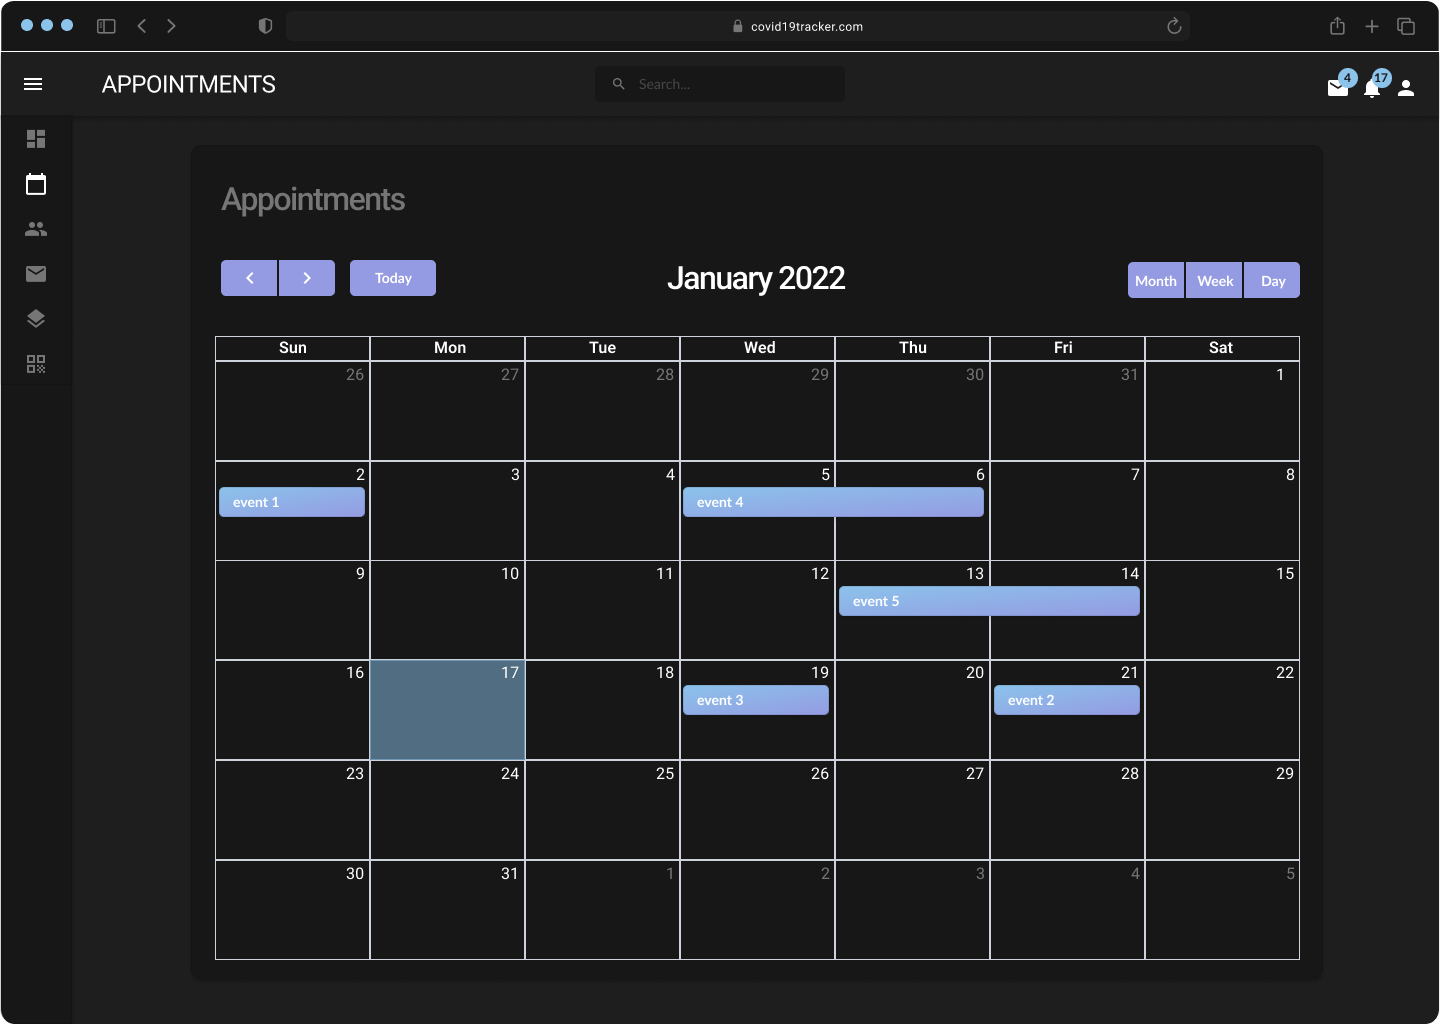 covid19tracker.com
APPOINTMENTS
Search...
4
17
Appointments
Today
January 2022
Month Week Day
Sun Mon Tue Wed Thu Fri Sat
26 27 28 29 30 31 1
2 3 4 5 6 7 8
event 1 event 4
9 10 11 12 13 14 15
event 5
16 17 18 19 20 21 22
event 3 event 2
23 24 25 26 27 28 29
30 31 1 2 3 4 5